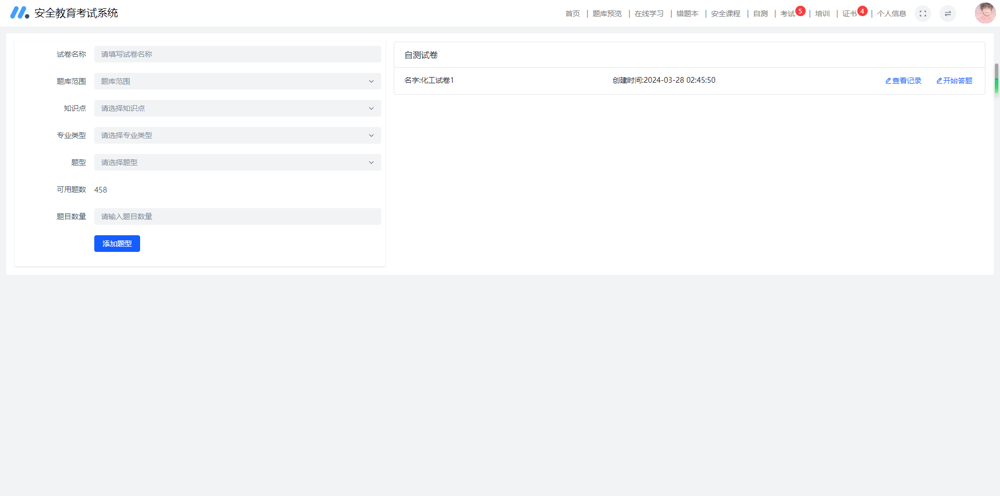 安全教育考试系统
首页 | 题库预览 | 在线学习 | 错题本 | 安全课程 | 自测 | 考试 5 | 培训 | 证书 4 | 个人信息
试卷名称 请填写试卷名称
题库范围 题库范围
知识点 请选择知识点
专业类型 请选择专业类型
题型 请选择题型
可用题数 458
题目数量 请输入题目数量
添加题型
自测试卷
名字:化工试卷1 创建时间:2024-03-28 02:45:50 查看记录 开始答题